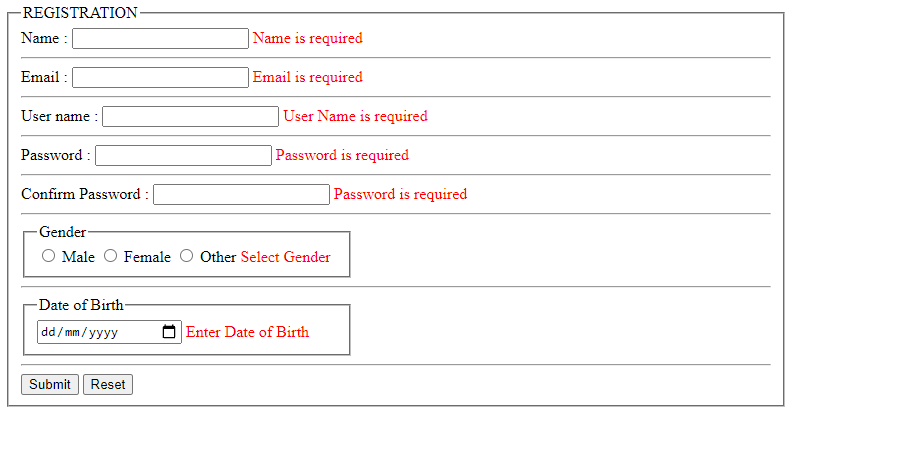 REGISTRATION
Name : Name is required
Email : Email is required
User name : User Name is required
Password : Password is required
Confirm Password : Password is required
Gender
Male Female Other Select Gender
Date of Birth
dd/mm/yyyy Enter Date of Birth
Submit Reset